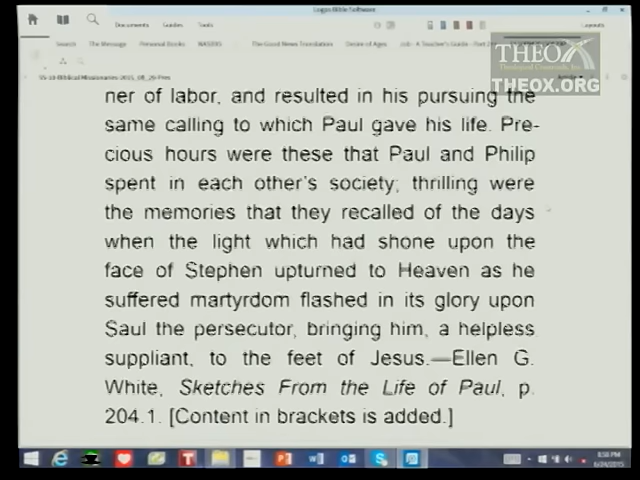 Logos Bible Software
Documents Guides Tools
Layouts
Search The Message Personal Books The Good News Translation Desire of Ages
THEOX
THEOX.ORG
ner of labor, and resulted in his pursuing the
same calling to which Paul gave his life. Pre-
cious hours were these that Paul and Philip
spent in each other's society; thrilling were
the memories that they recalled of the days
when the light which had shone upon the
face of Stephen upturned to Heaven as he
suffered martyrdom flashed in its glory upon
Saul the persecutor, bringing him, a helpless
suppliant, to the feet of Jesus.—Ellen G.
White, Sketches From the Life of Paul, p.
204.1. [Content in brackets is added.]
8:58 PM